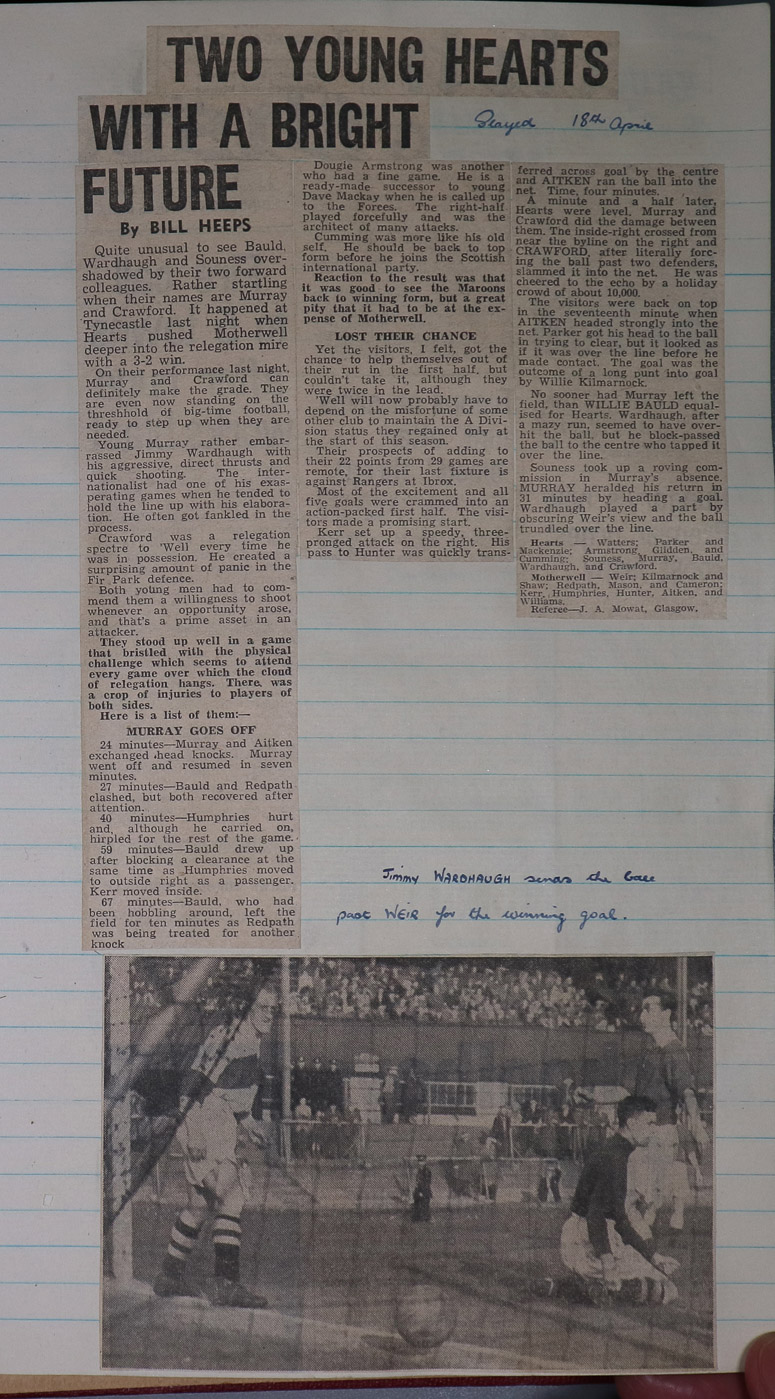 TWO YOUNG HEARTS
WITH A BRIGHT
FUTURE
Played 18th April
By BILL HEEPS
Quite unusual to see Bauld,
Wardhaugh and Souness over-
shadowed by their two forward
colleagues. Rather startling
when their names are Murray
and Crawford. It happened at
Tynecastle last night when
Hearts pushed Motherwell
deeper into the relegation mire
with a 3-2 win.
On their performance last night,
Murray and Crawford can
definitely make the grade. They
are even now standing on the
threshold of big-time football,
ready to step up when they are
needed.
Young Murray rather embar-
rassed Jimmy Wardhaugh with
his aggressive, direct thrusts and
quick shooting. The inter-
nationalist had one of his exas-
perating games when he tended to
hold the line up with his elabora-
tion. He often got fankled in the
process.
Crawford was a relegation
spectre to 'Well every time he
was in possession. He created a
surprising amount of panic in the
Fir Park defence.
Both young men had to com-
mend them a willingness to shoot
whenever an opportunity arose,
and that's a prime asset in an
attacker.
They stood up well in a game
that bristled with the physical
challenge which seems to attend
every game over which the cloud
of relegation hangs. There was
a crop of injuries to players of
both sides.
Here is a list of them:—
MURRAY GOES OFF
24 minutes—Murray and Aitken
exchanged head knocks. Murray
went off and resumed in seven
minutes.
27 minutes—Bauld and Redpath
clashed, but both recovered after
attention.
40 minutes—Humphries hurt
and, although he carried on,
hirpled for the rest of the game.
59 minutes—Bauld drew up
after blocking a clearance at the
same time as Humphries moved
to outside right as a passenger.
Kerr moved inside.
67 minutes—Bauld, who had
been hobbling around, left the
field for ten minutes as Redpath
was being treated for another
knock
Dougie Armstrong was another
who had a fine game. He is a
ready-made successor to young
Dave Mackay when he is called up
to the Forces. The right-half
played forcefully and was the
architect of many attacks.
Cumming was more like his old
self. He should be back to top
form before he joins the Scottish
international party.
Reaction to the result was that
it was good to see the Maroons
back to winning form, but a great
pity that it had to be at the ex-
pense of Motherwell.
LOST THEIR CHANCE
Yet the visitors, I felt, got the
chance to help themselves out of
their rut in the first half, but
couldn't take it, although they
were twice in the lead.
'Well will now probably have to
depend on the misfortune of some
other club to maintain the A Divi-
sion status they regained only at
the start of this season.
Their prospects of adding to
their 22 points from 29 games are
remote, for their last fixture is
against Rangers at Ibrox.
Most of the excitement and all
five goals were crammed into an
action-packed first half. The visi-
tors made a promising start.
Kerr set up a speedy, three-
pronged attack on the right. His
pass to Hunter was quickly trans-
ferred across goal by the centre
and AITKEN ran the ball into the
net. Time, four minutes.
A minute and a half later,
Hearts were level. Murray and
Crawford did the damage between
them. The inside-right crossed from
near the byline on the right and
CRAWFORD, after literally forc-
ing the ball past two defenders,
slammed it into the net. He was
cheered to the echo by a holiday
crowd of about 10,000.
The visitors were back on top
in the seventeenth minute when
AITKEN headed strongly into the
net. Parker got his head to the ball
in trying to clear, but it looked as
if it was over the line before he
made contact. The goal was the
outcome of a long punt into goal
by Willie Kilmarnock.
No sooner had Murray left the
field, than WILLIE BAULD equal-
ised for Hearts. Wardhaugh, after
a mazy run, seemed to have over-
hit the ball, but he block-passed
the ball to the centre who tapped it
over the line.
Souness took up a roving com-
mission in Murray's absence.
MURRAY heralded his return in
31 minutes by heading a goal.
Wardhaugh played a part by
obscuring Weir's view and the ball
trundled over the line.
Hearts — Watters; Parker and
Mackenzie; Armstrong, Glidden, and
Cumming; Souness, Murray, Bauld,
Wardhaugh, and Crawford.
Motherwell — Weir; Kilmarnock and
Shaw; Redpath, Mason, and Cameron;
Kerr, Humphries, Hunter, Aitken, and
Williams.
Referee—J. A. Mowat, Glasgow.
Jimmy WARDHAUGH sends the ball
past WEIR for the winning goal.